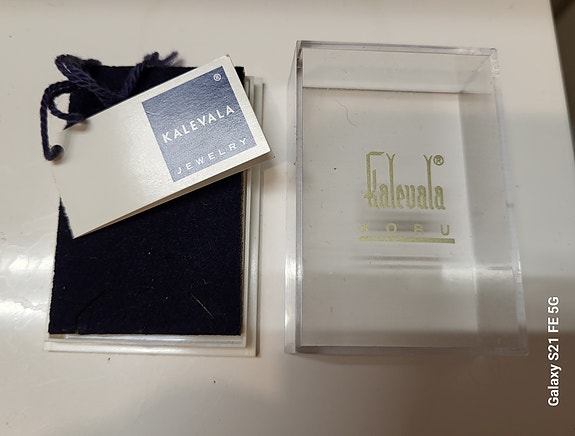 ®
KALEVALA
JEWELRY
Kalevala®
KORU
Galaxy S21 FE 5G